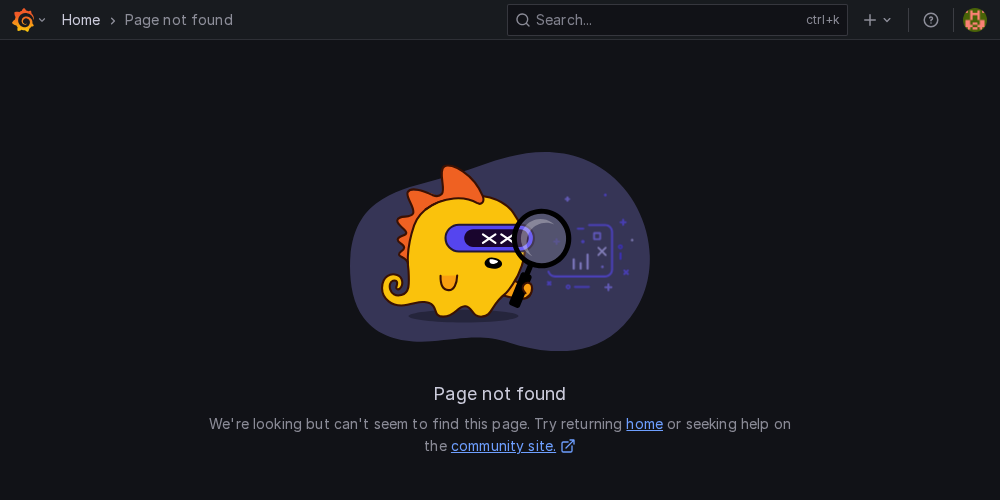 Home > Page not found
Search...
ctrl+k
Page not found
We're looking but can't seem to find this page. Try returning home or seeking help on
the community site.